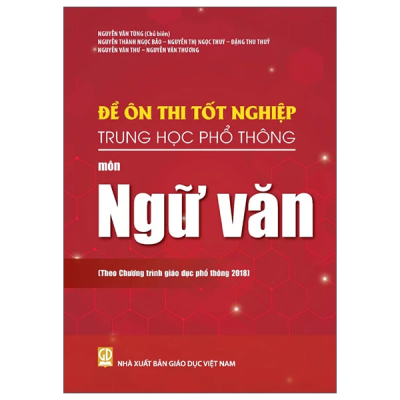 NGUYỄN VĂN TÙNG (Chủ biên)
NGUYỄN THÀNH NGỌC BẢO – NGUYỄN THỊ NGỌC THUÝ – ĐẶNG THU THUỶ
NGUYỄN VĂN THƯ – NGUYỄN VĂN THƯƠNG
ĐỀ ÔN THI TỐT NGHIỆP
TRUNG HỌC PHỔ THÔNG
môn
Ngữ văn
(Theo Chương trình giáo dục phổ thông 2018)
GD
NHÀ XUẤT BẢN GIÁO DỤC VIỆT NAM